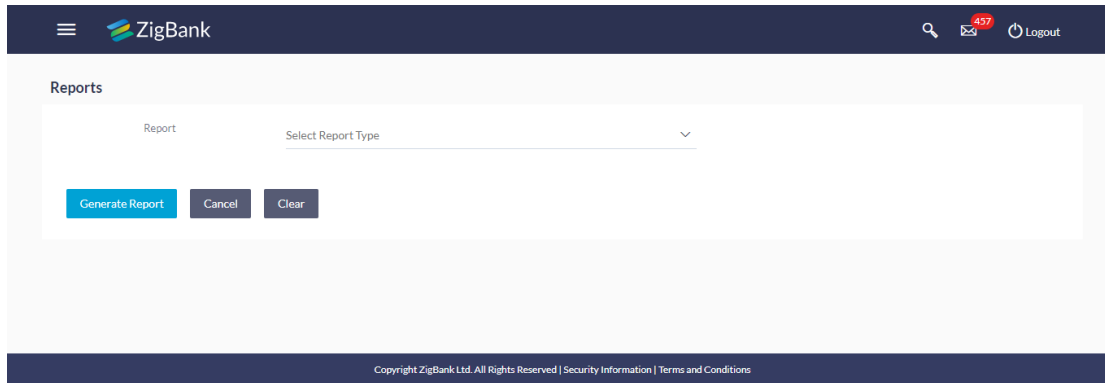 ZigBank
457
Logout
Reports
Report
Select Report Type
Generate Report
Cancel
Clear
Copyright ZigBank Ltd. All Rights Reserved | Security Information | Terms and Conditions